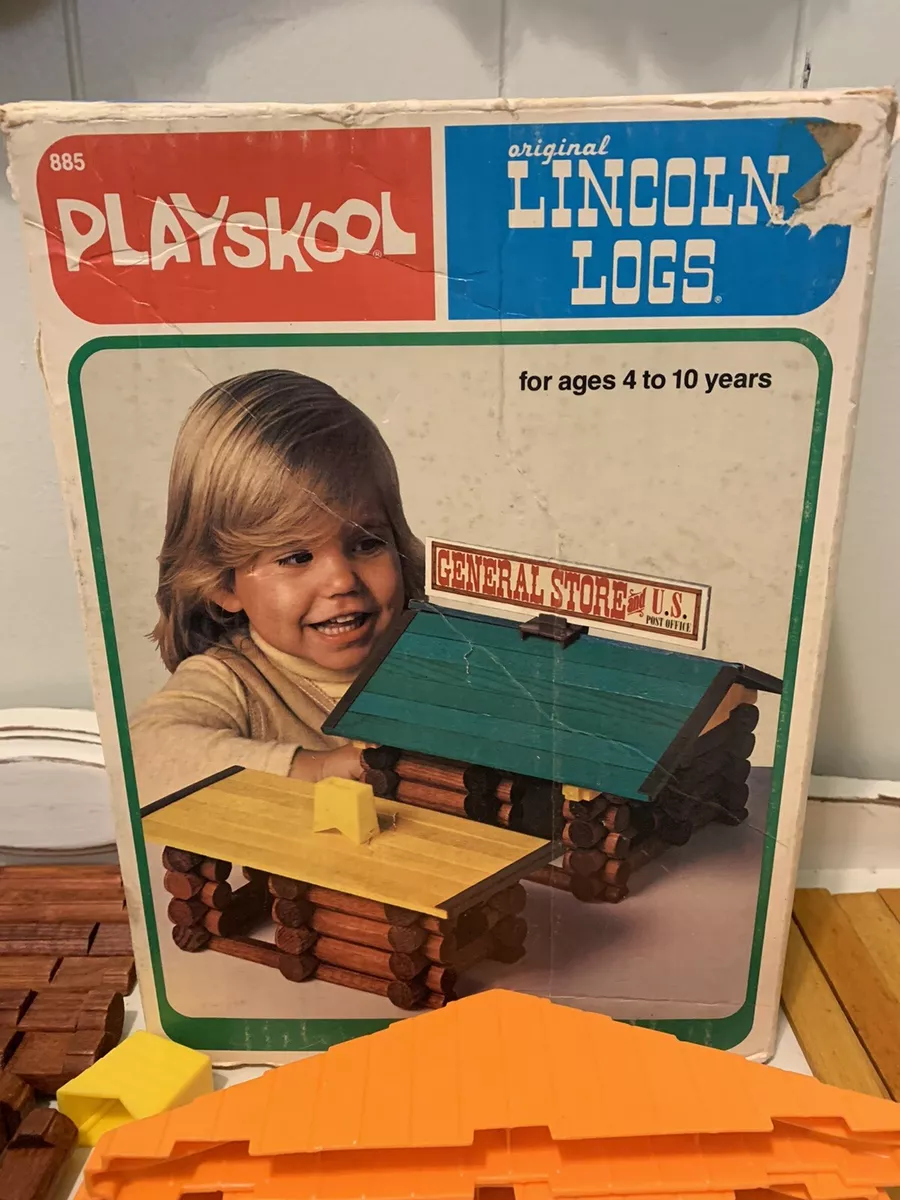 885
PLAYSKOOL®
original
LINCOLN
LOGS®
for ages 4 to 10 years
GENERAL STORE and U.S.
POST OFFICE